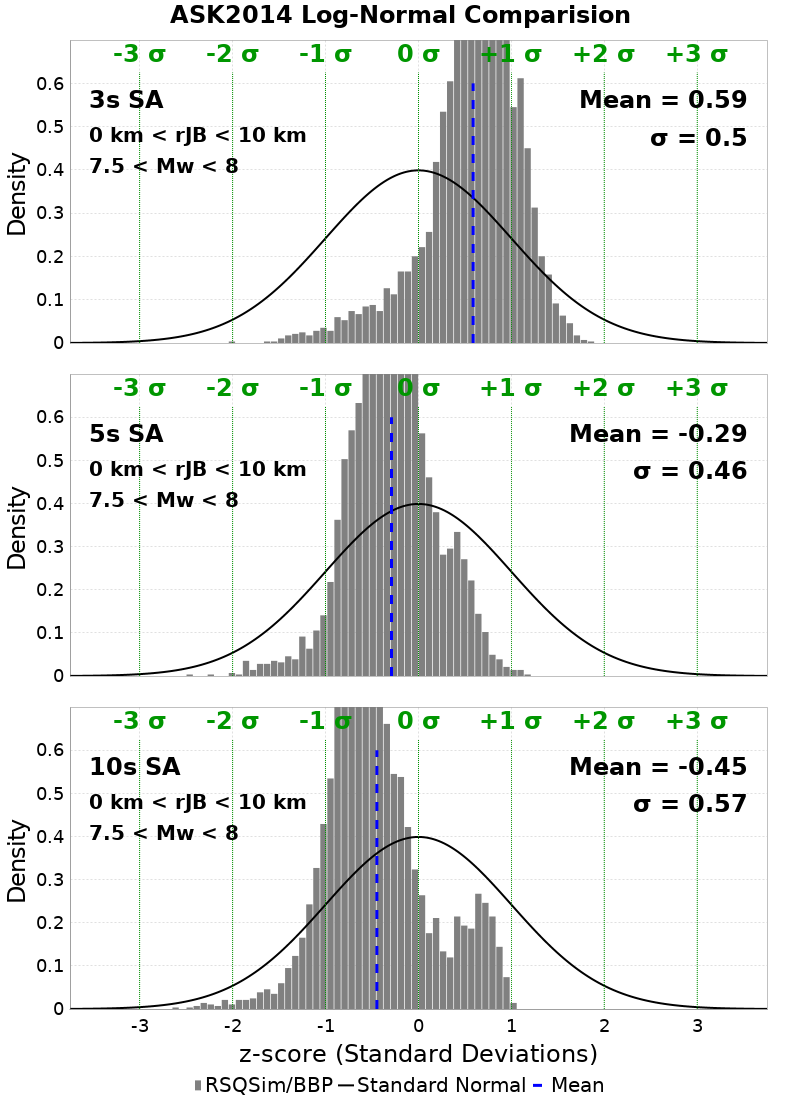 ASK2014 Log-Normal Comparision
-3 σ -2 σ -1 σ 0 σ +1 σ +2 σ +3 σ
3s SA
0 km < rJB < 10 km
7.5 < Mw < 8
Mean = 0.59
σ = 0.5
Density
0.6
0.5
0.4
0.3
0.2
0.1
0
-3 σ -2 σ -1 σ 0 σ +1 σ +2 σ +3 σ
5s SA
0 km < rJB < 10 km
7.5 < Mw < 8
Mean = -0.29
σ = 0.46
Density
0.6
0.5
0.4
0.3
0.2
0.1
0
-3 σ -2 σ -1 σ 0 σ +1 σ +2 σ +3 σ
10s SA
0 km < rJB < 10 km
7.5 < Mw < 8
Mean = -0.45
σ = 0.57
Density
0.6
0.5
0.4
0.3
0.2
0.1
0
-3 -2 -1 0 1 2 3
z-score (Standard Deviations)
RSQSim/BBP Standard Normal Mean